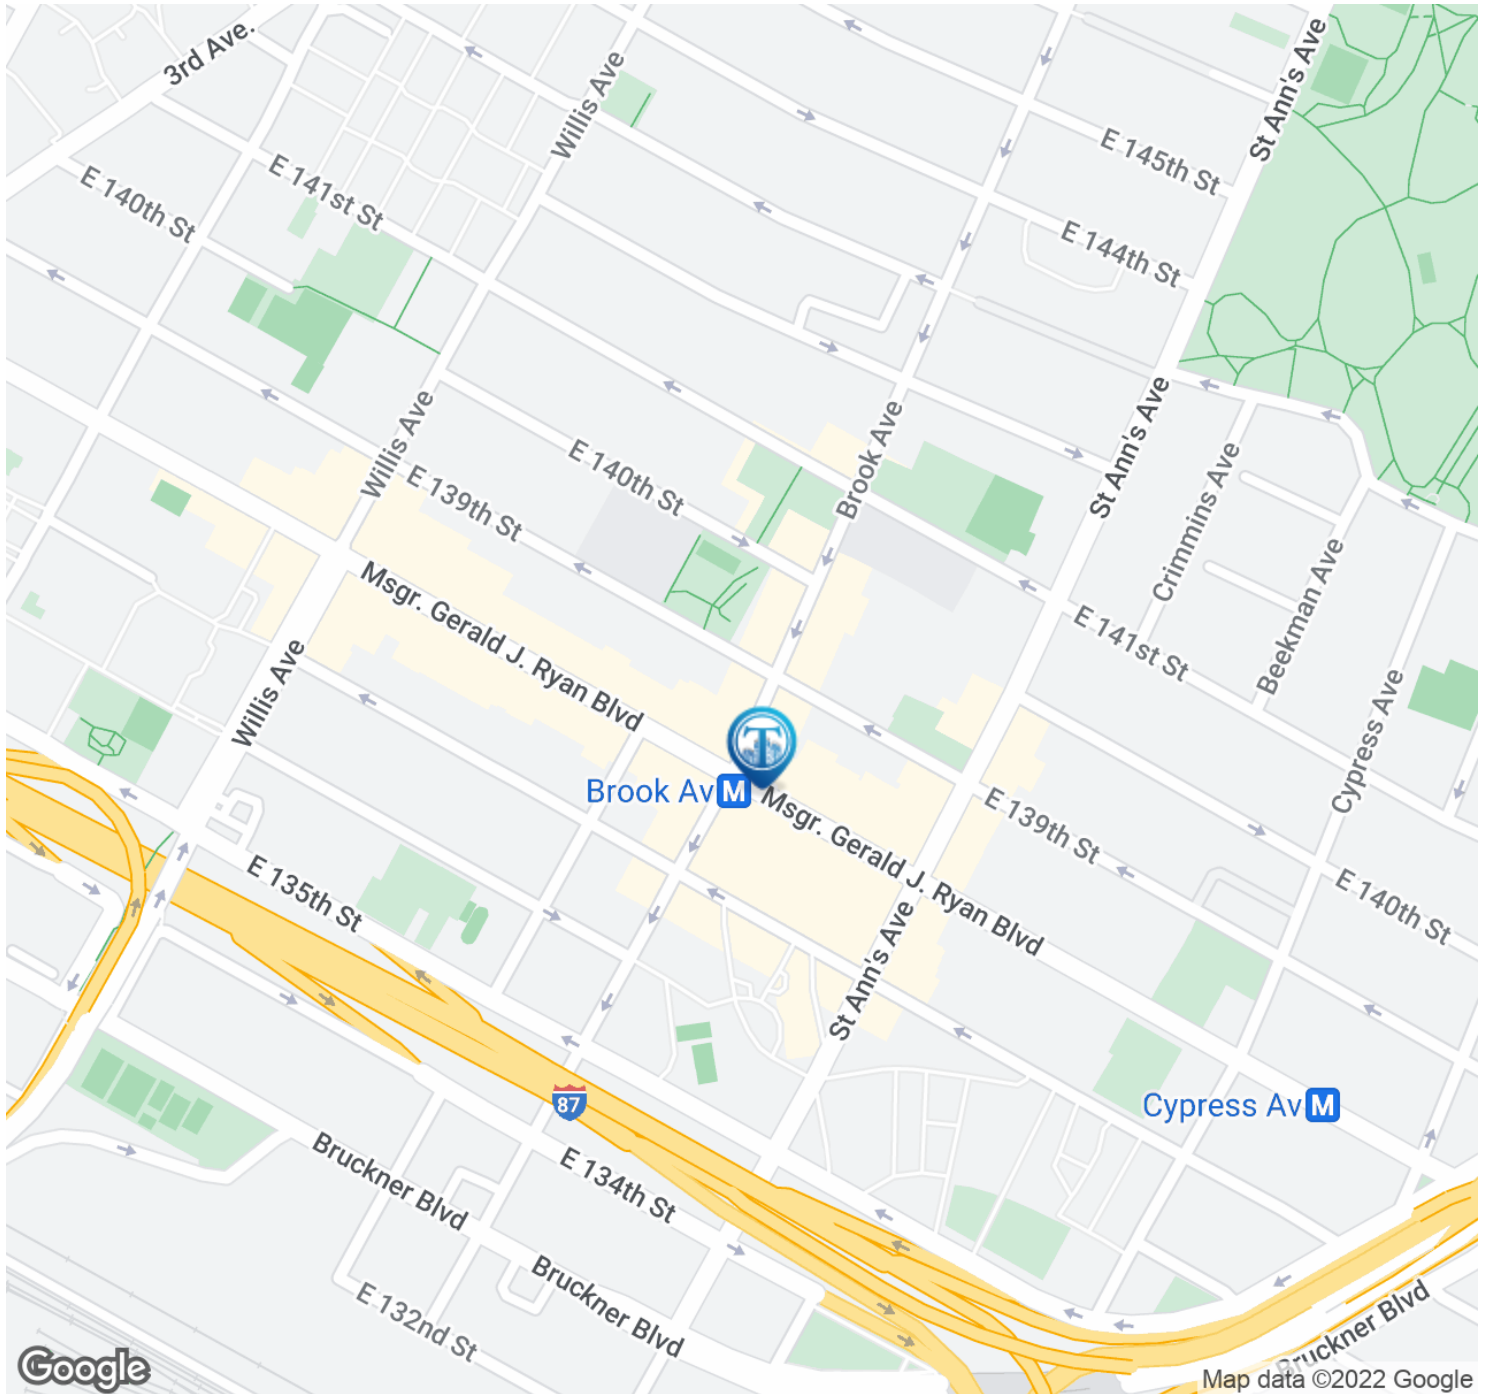 3rd Ave.
Willis Ave
St Ann's Ave
E 145th St
E 141st St
E 140th St
E 144th St
Willis Ave
Brook Ave
St Ann's Ave
E 140th St
E 139th St
Crimmins Ave
Beekman Ave
Msgr. Gerald J. Ryan Blvd
E 141st St
Willis Ave
Cypress Ave
T
Brook Av M
Msgr. Gerald J. Ryan Blvd
E 139th St
E 135th St
E 140th St
St Ann's Ave
87
Cypress Av M
Bruckner Blvd
E 134th St
Bruckner Blvd
E 132nd St
Bruckner Blvd
Google
Map data ©2022 Google